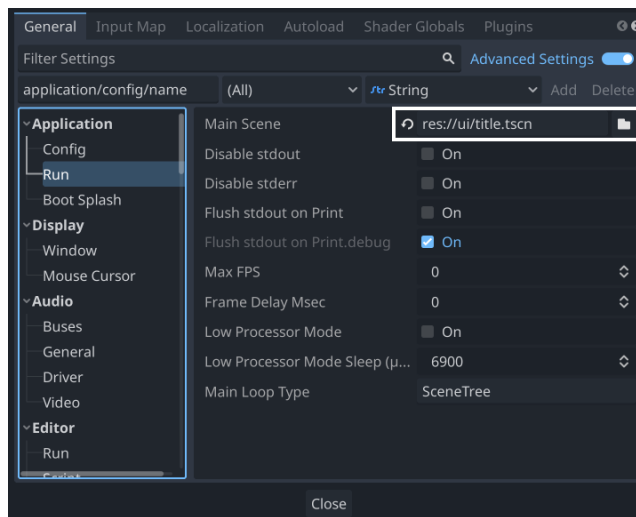 General Input Map Localization Autoload Shader Globals Plugins
Filter Settings Advanced Settings
application/config/name (All) Str String Add Delete
Application
Config
Run
Boot Splash
Display
Window
Mouse Cursor
Audio
Buses
General
Driver
Video
Editor
Run
Script
Main Scene res://ui/title.tscn
Disable stdout On
Disable stderr On
Flush stdout on Print On
Flush stdout on Print.debug On
Max FPS 0
Frame Delay Msec 0
Low Processor Mode On
Low Processor Mode Sleep (µ... 6900
Main Loop Type SceneTree
Close